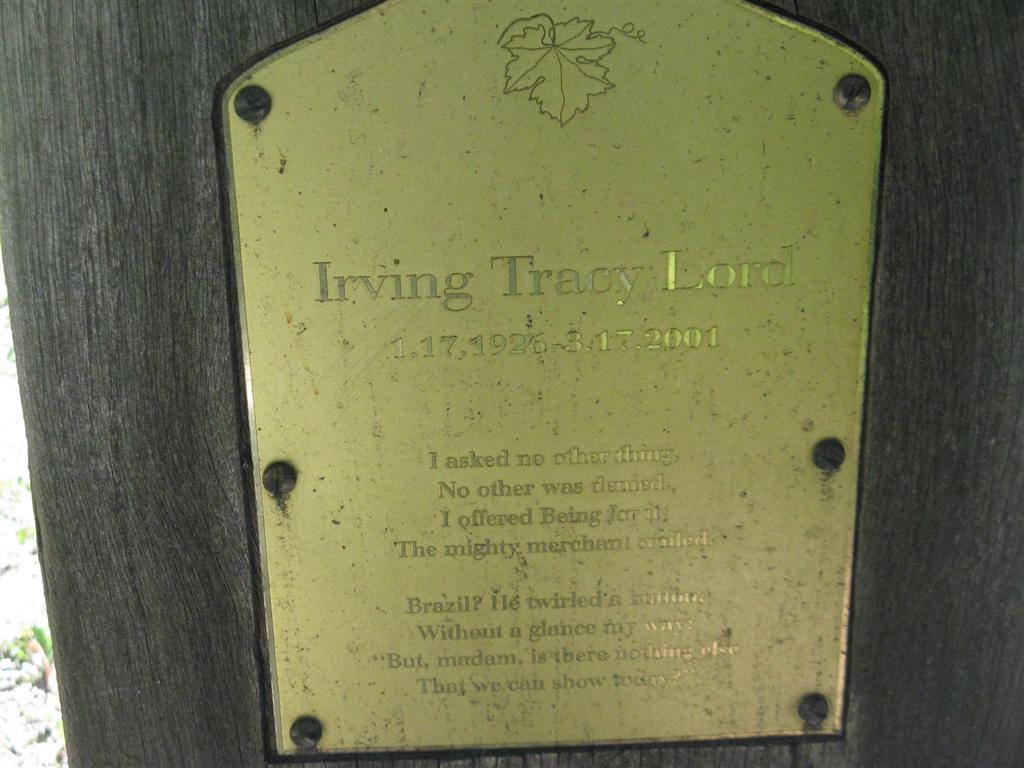 Irving Tracy Lord
1.17.1926-3.17.2001
I asked no other thing,
No other was denied.
I offered Being for it;
The mighty merchant smiled.
Brazil? He twirled a button,
Without a glance my way:
"But, madam, is there nothing else
That we can show today?"